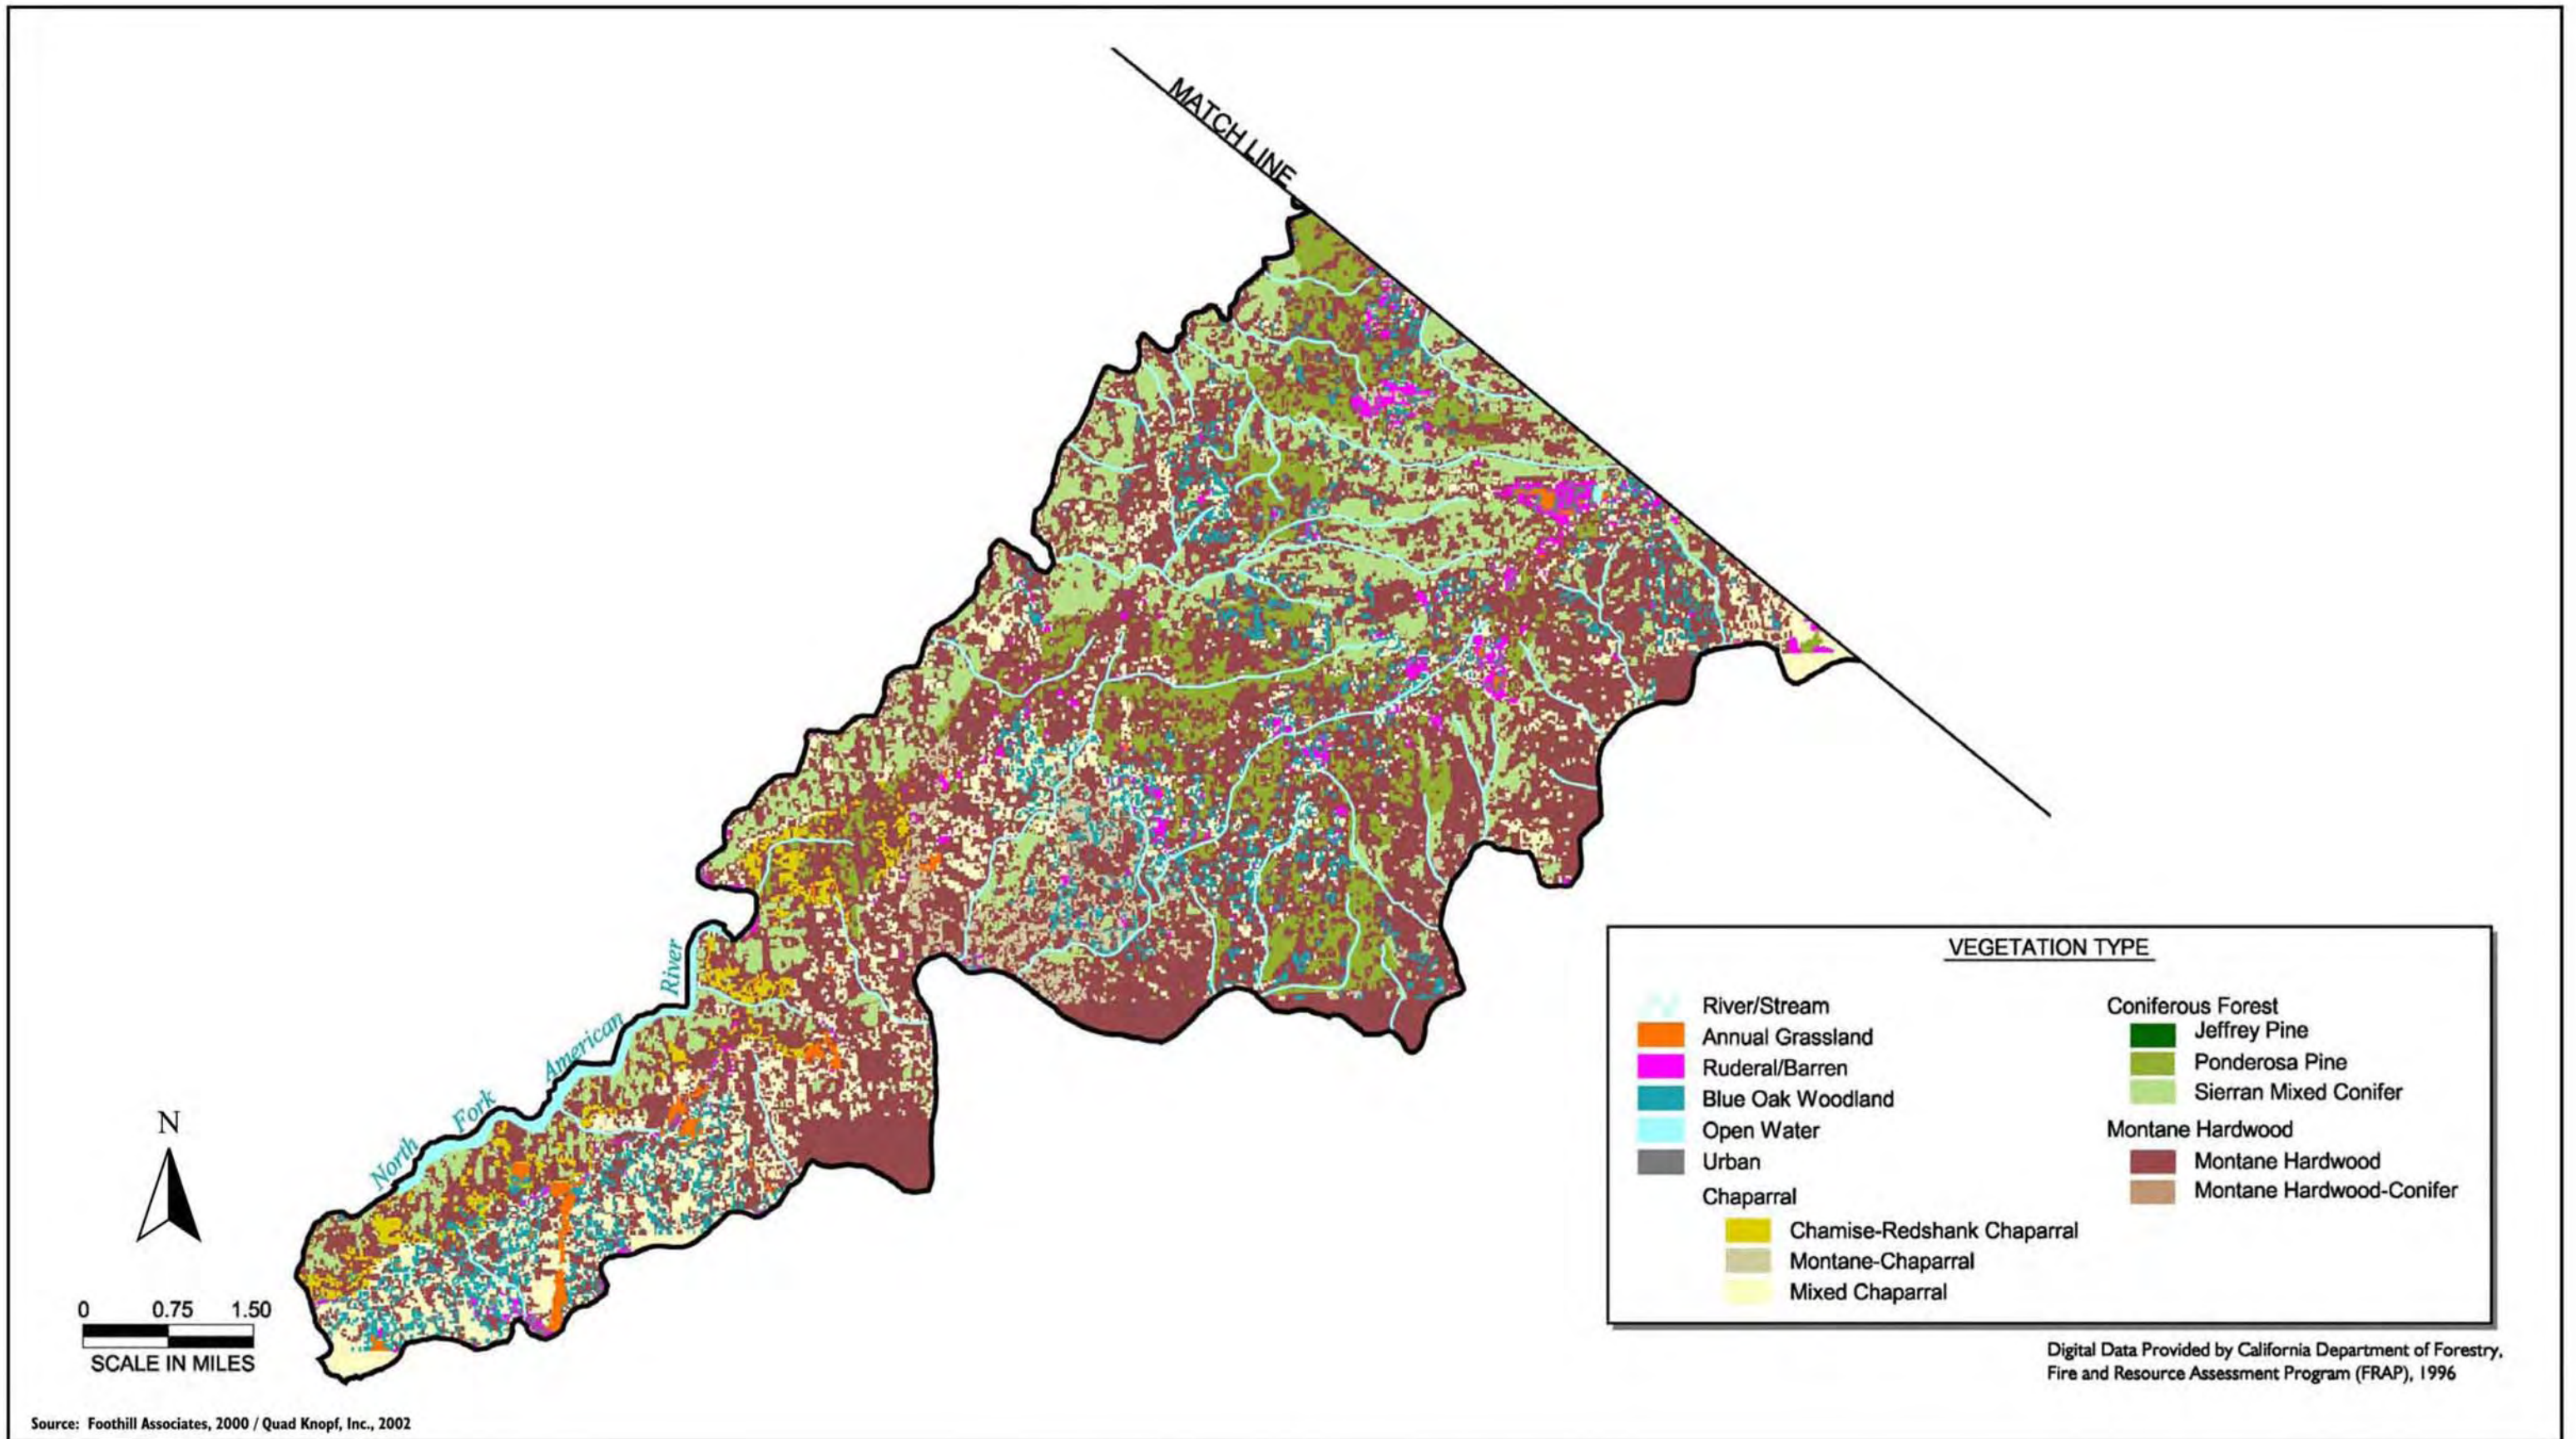 MATCH LINE
North Fork American River
N
0 0.75 1.50
SCALE IN MILES
VEGETATION TYPE
River/Stream
Annual Grassland
Ruderal/Barren
Blue Oak Woodland
Open Water
Urban
Chaparral
Chamise-Redshank Chaparral
Montane-Chaparral
Mixed Chaparral
Coniferous Forest
Jeffrey Pine
Ponderosa Pine
Sierran Mixed Conifer
Montane Hardwood
Montane Hardwood
Montane Hardwood-Conifer
Digital Data Provided by California Department of Forestry,
Fire and Resource Assessment Program (FRAP), 1996
Source: Foothill Associates, 2000 / Quad Knopf, Inc., 2002